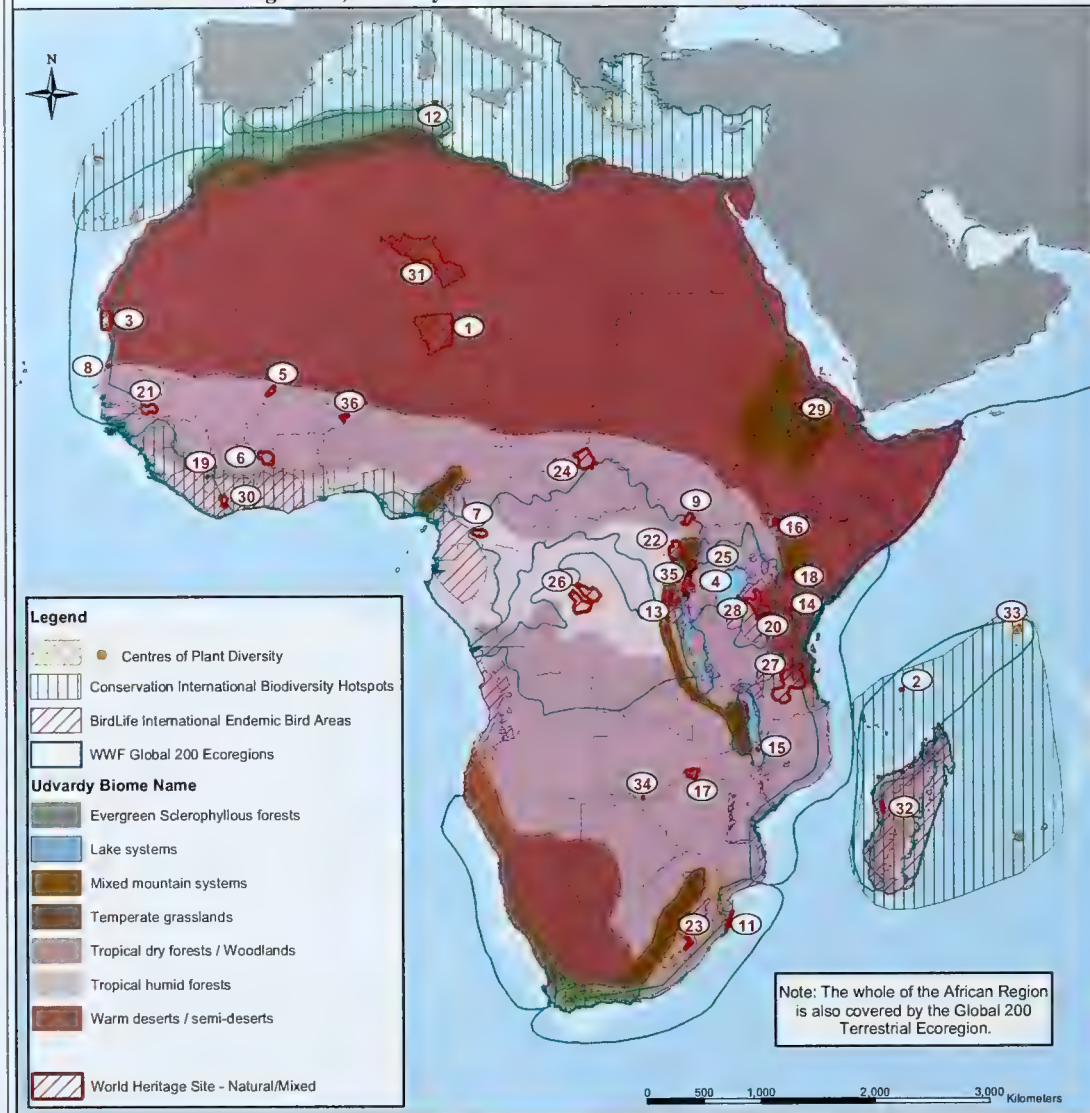 N
12
31
1
3
8
5
21
36
29
19
6
24
30
7
9
16
22
25
35
4
18
26
13
28
14
20
33
27
2
15
34
17
32
23
11
Legend
Centres of Plant Diversity
Conservation International Biodiversity Hotspots
BirdLife International Endemic Bird Areas
WWF Global 200 Ecoregions
Udvardy Biome Name
Evergreen Sclerophyllous forests
Lake systems
Mixed mountain systems
Temperate grasslands
Tropical dry forests / Woodlands
Tropical humid forests
Warm deserts / semi-deserts
World Heritage Site - Natural/Mixed
Note: The whole of the African Region
is also covered by the Global 200
Terrestrial Ecoregion.
0 500 1,000 2,000 3,000 Kilometers